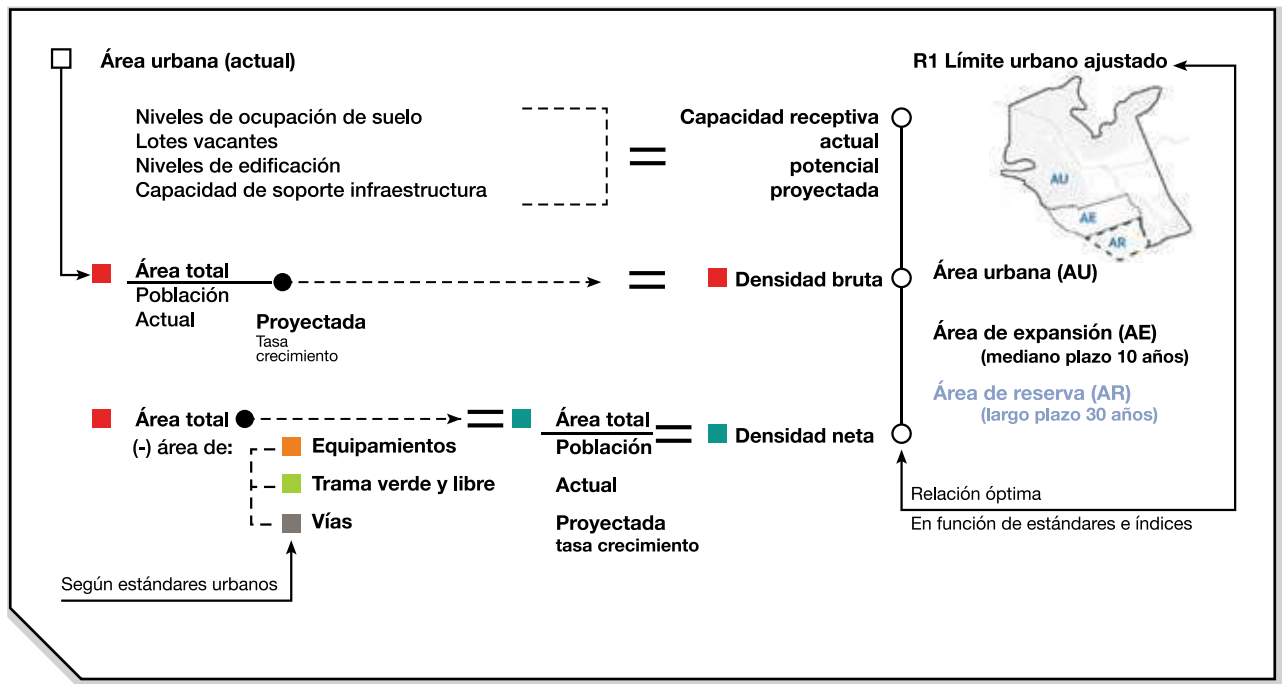 Área urbana (actual)
R1 Límite urbano ajustado
Niveles de ocupación de suelo
Lotes vacantes
Niveles de edificación
Capacidad de soporte infraestructura
=
Capacidad receptiva
actual
potencial
proyectada
AU
AE
AR
Área total
Población
Actual
Proyectada
Tasa
crecimiento
=
Densidad bruta
Área urbana (AU)
Área de expansión (AE)
(mediano plazo 10 años)
Área de reserva (AR)
(largo plazo 30 años)
Área total
(-) área de:
Equipamientos
Trama verde y libre
Vías
=
Área total
Población
Actual
Proyectada
tasa crecimiento
=
Densidad neta
Relación óptima
En función de estándares e índices
Según estándares urbanos